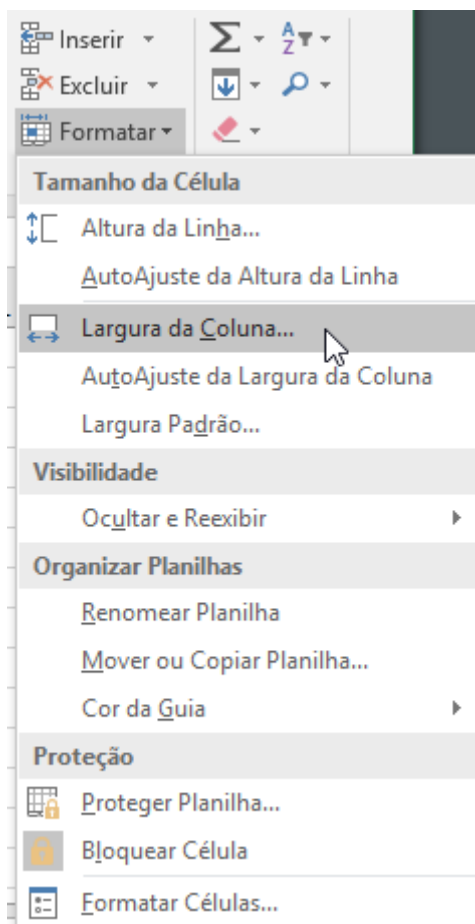 Inserir
Excluir
Formatar
Tamanho da Célula
Altura da Linha...
AutoAjuste da Altura da Linha
Largura da Coluna...
AutoAjuste da Largura da Coluna
Largura Padrão...
Visibilidade
Ocultar e Reexibir
Organizar Planilhas
Renomear Planilha
Mover ou Copiar Planilha...
Cor da Guia
Proteção
Proteger Planilha...
Bloquear Célula
Formatar Células...